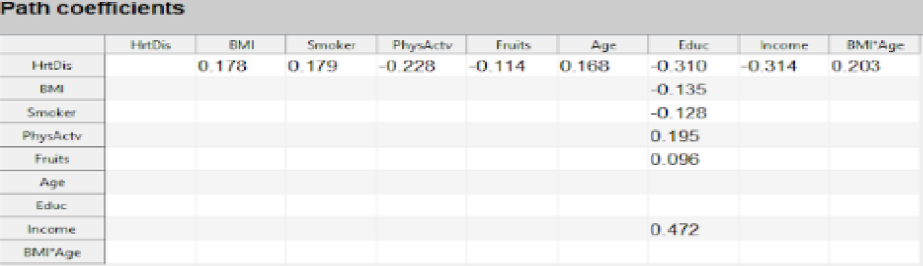 Path coefficients
HrtDis BMI Smoker PhysActv Fruits Age Educ Income BMI*Age
HrtDis 0.178 0.179 -0.228 -0.114 0.168 -0.310 -0.314 0.203
BMI -0.135
Smoker -0.128
PhysActv 0.195
Fruits 0.096
Age
Educ
Income 0.472
BMI*Age